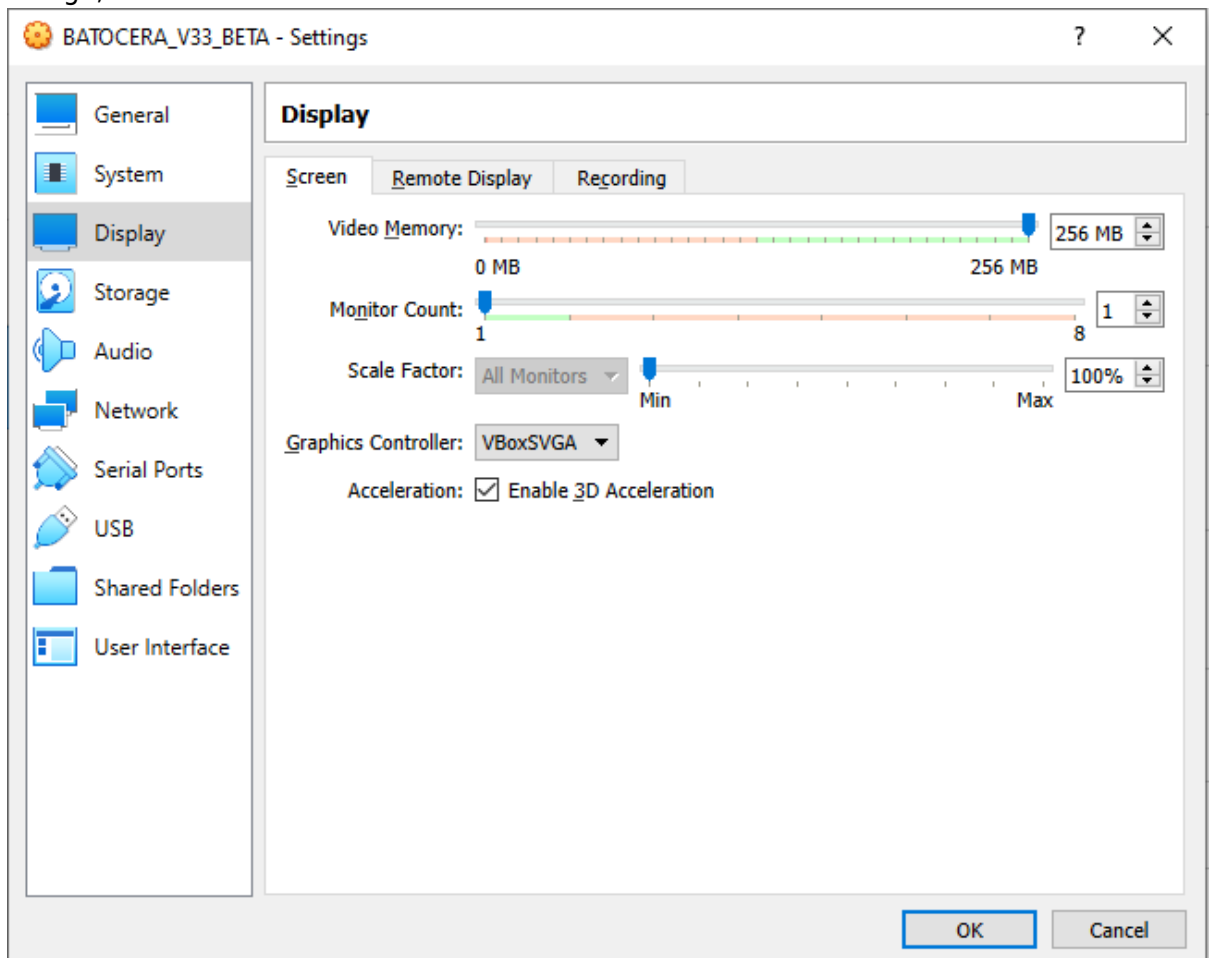 BATOCERA_V33_BETA - Settings ? ×
General
System
Display
Storage
Audio
Network
Serial Ports
USB
Shared Folders
User Interface
Display
Screen Remote Display Recording
Video Memory: 256 MB
0 MB 256 MB
Monitor Count: 1
1 8
Scale Factor: All Monitors 100%
Min Max
Graphics Controller: VBoxSVGA
Acceleration: Enable 3D Acceleration
OK Cancel